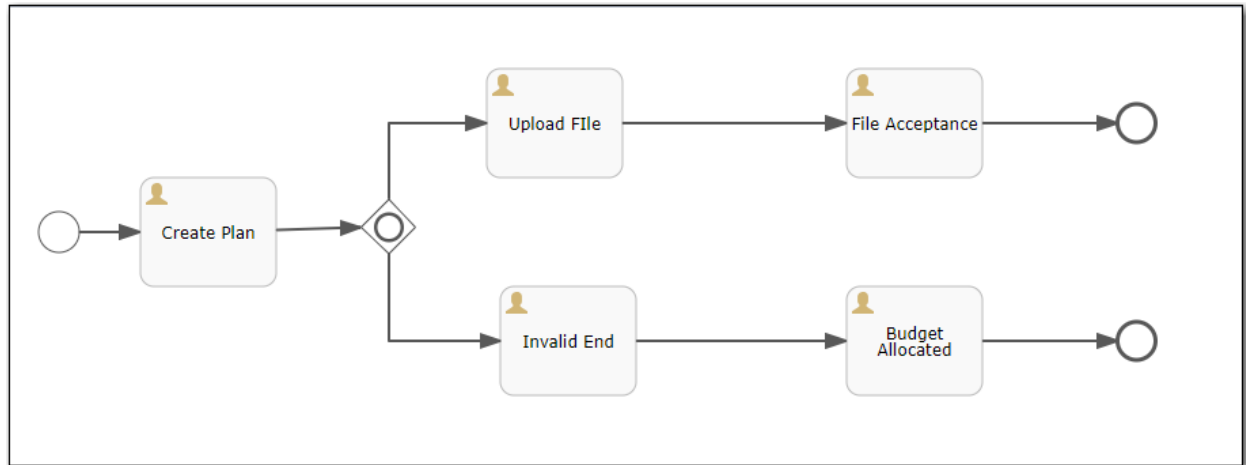 Upload FIle
File Acceptance
Create Plan
Invalid End
Budget
Allocated